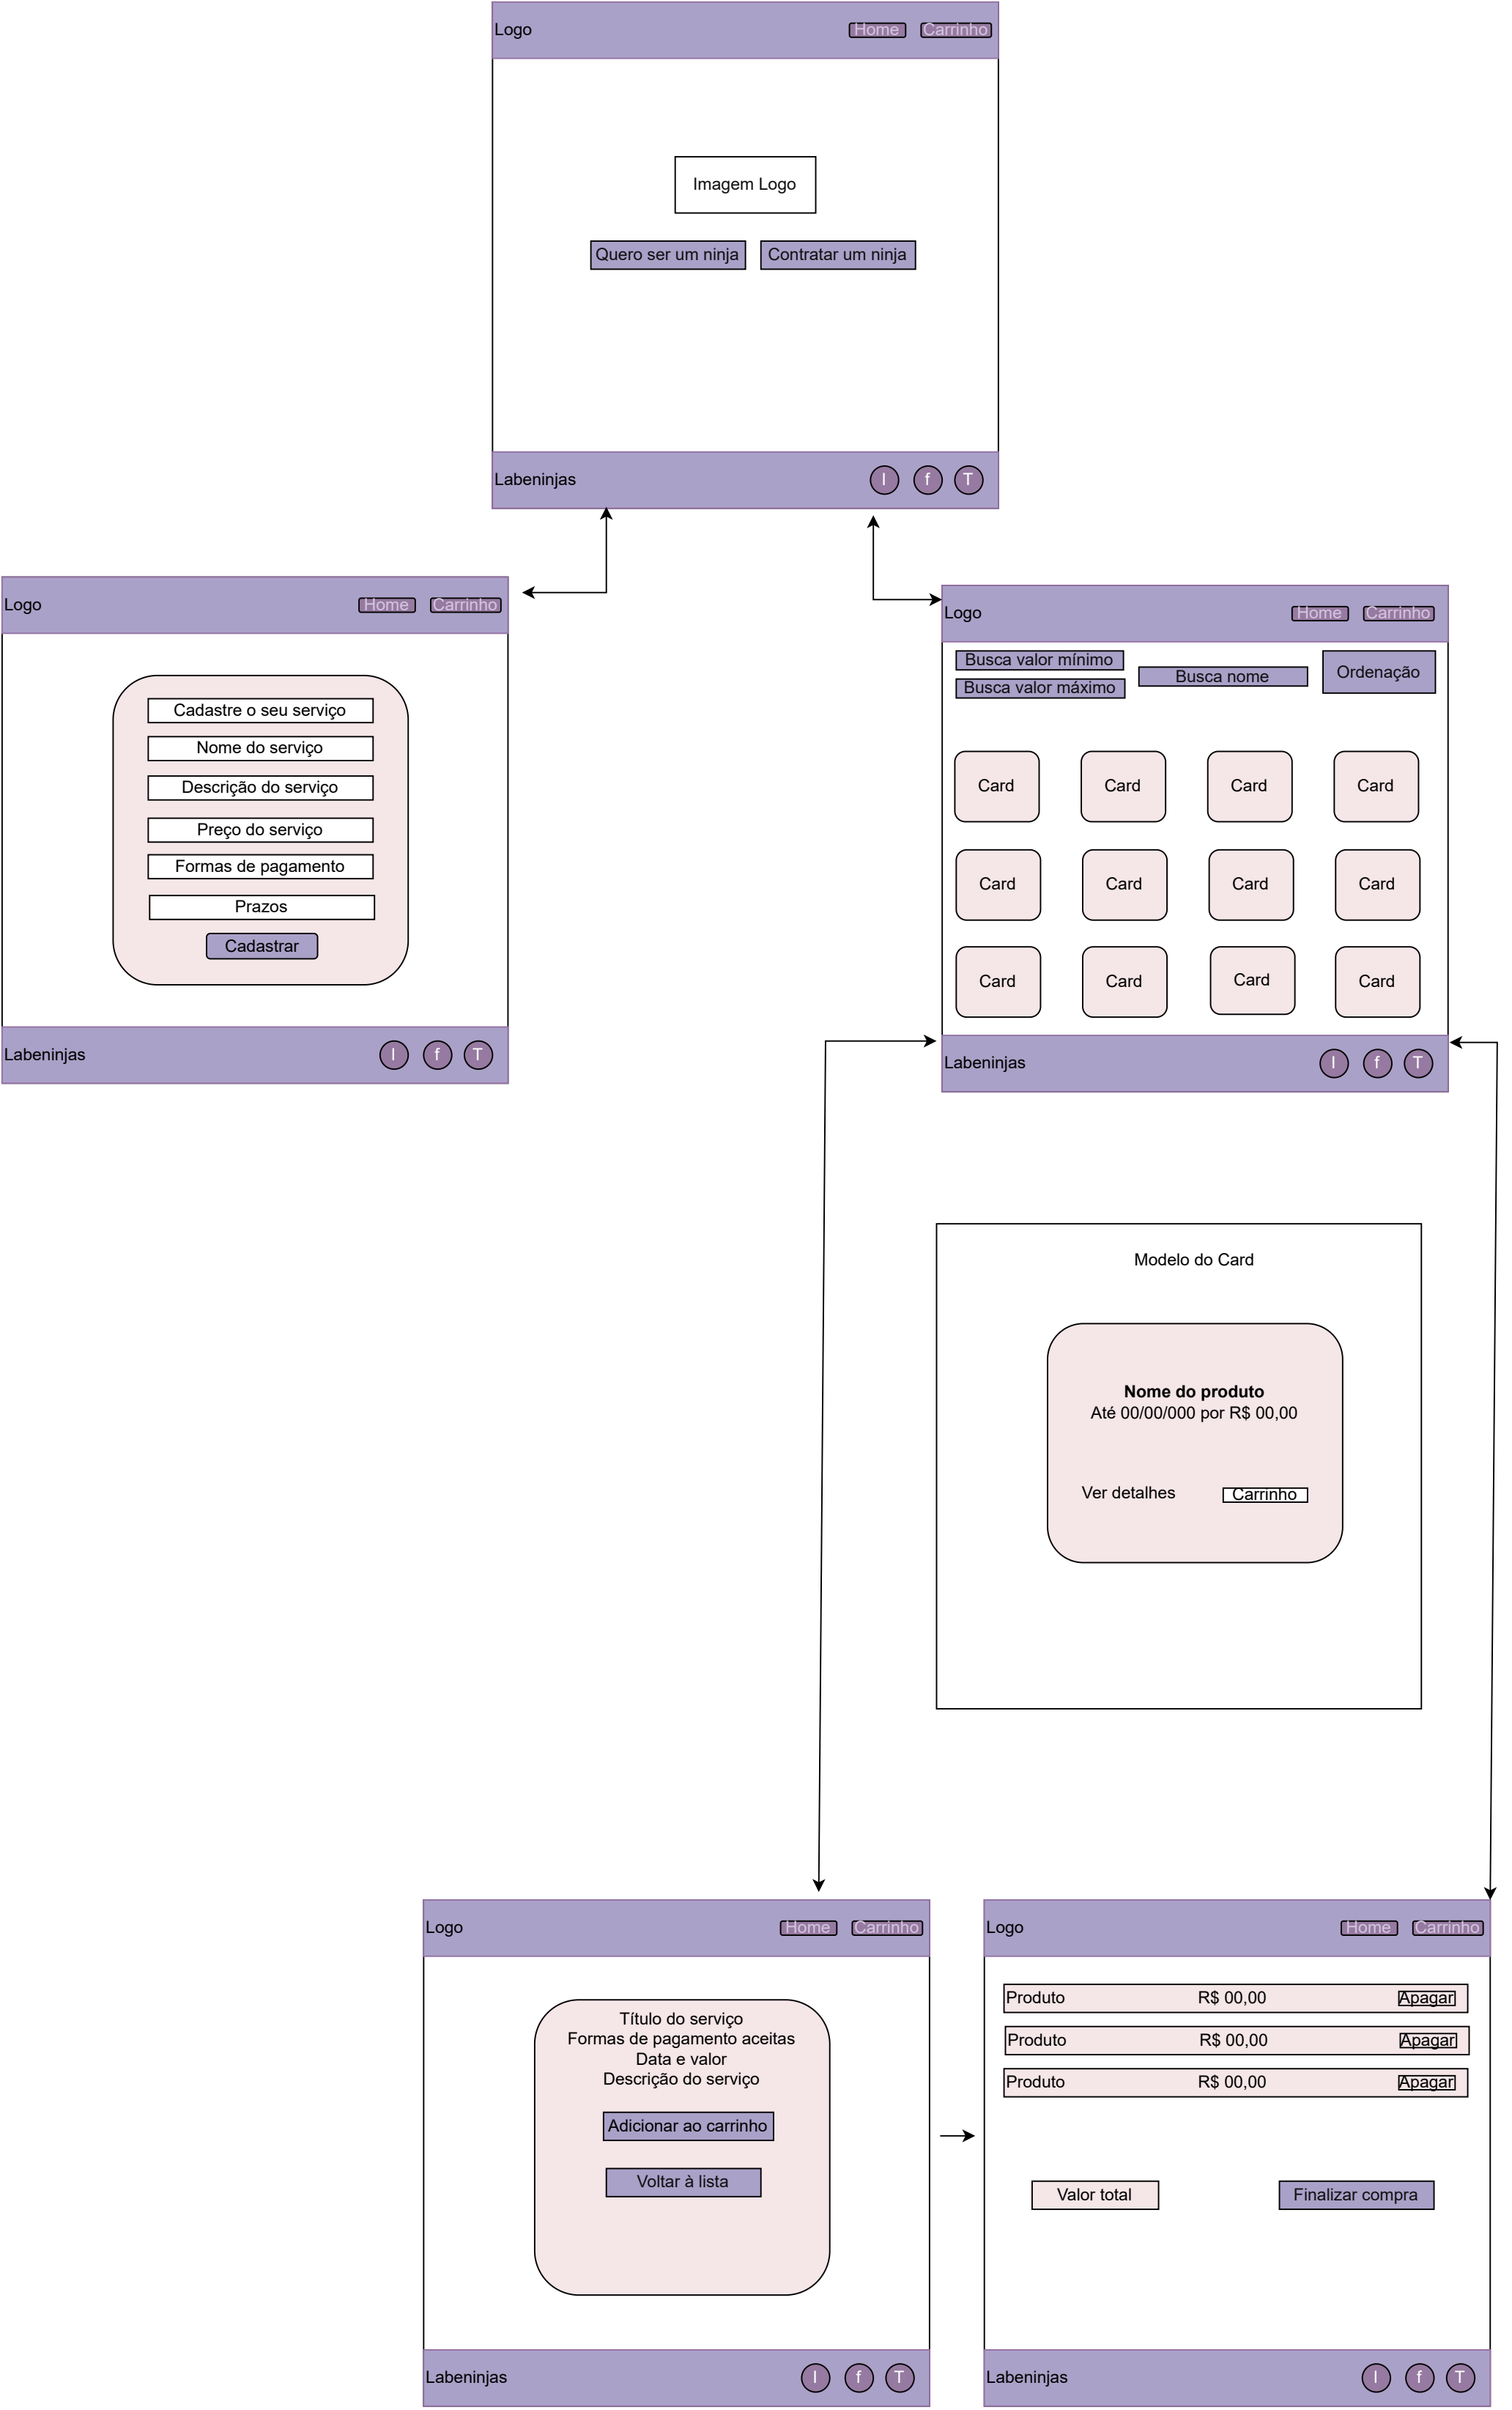 Logo
Home
Carrinho
Imagem Logo
Quero ser um ninja
Contratar um ninja
Labeninjas
I
f
T
Logo
Home
Carrinho
Cadastre o seu serviço
Nome do serviço
Descrição do serviço
Preço do serviço
Formas de pagamento
Prazos
Cadastrar
Labeninjas
I
f
T
Logo
Home
Carrinho
Busca valor mínimo
Busca valor máximo
Busca nome
Ordenação
Card
Card
Card
Card
Card
Card
Card
Card
Card
Card
Card
Card
Labeninjas
I
f
T
Modelo do Card
Nome do produto
Até 00/00/000 por R$ 00,00
Ver detalhes
Carrinho
Logo
Home
Carrinho
Título do serviço
Formas de pagamento aceitas
Data e valor
Descrição do serviço
Adicionar ao carrinho
Voltar à lista
Labeninjas
I
f
T
Logo
Home
Carrinho
Produto
R$ 00,00
Apagar
Produto
R$ 00,00
Apagar
Produto
R$ 00,00
Apagar
Valor total
Finalizar compra
Labeninjas
I
f
T